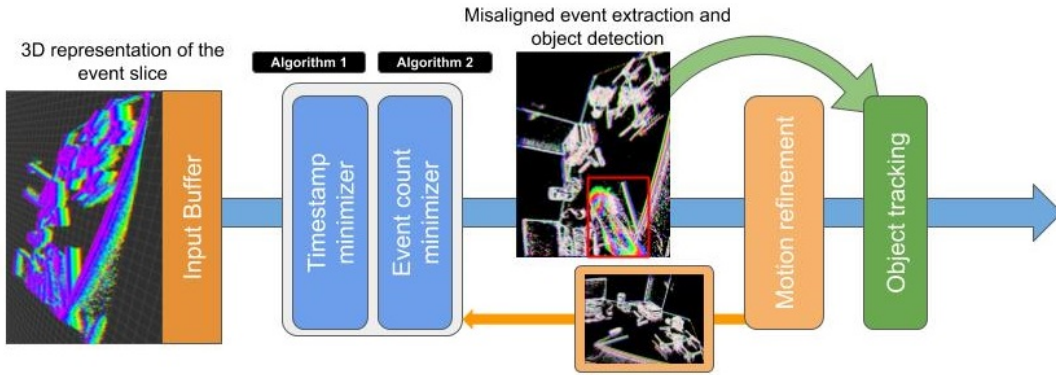 3D representation of the
event slice
Algorithm 1
Algorithm 2
Misaligned event extraction and
object detection
Input Buffer
Timestamp
minimizer
Event count
minimizer
Motion refinement
Object tracking